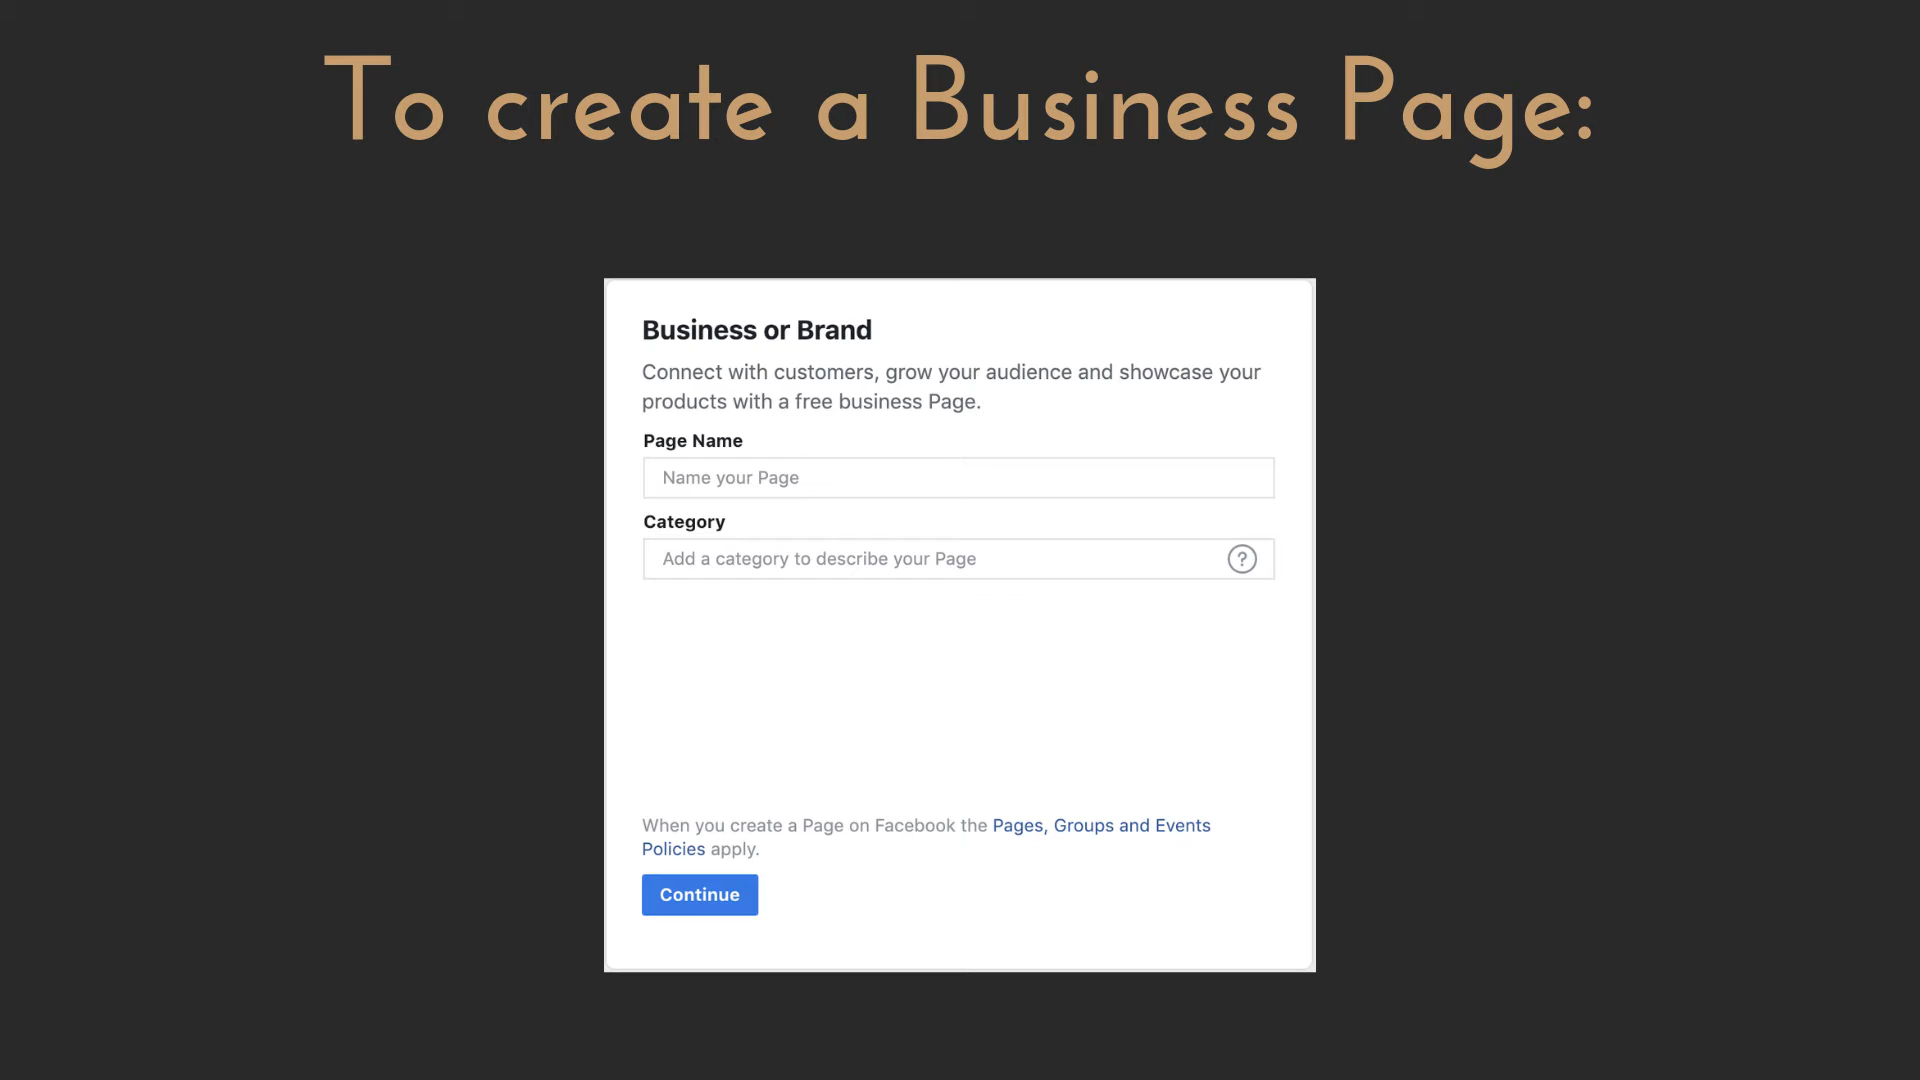 To create a Business Page:
Business or Brand
Connect with customers, grow your audience and showcase your
products with a free business Page.
Page Name
Name your Page
Category
Add a category to describe your Page
?
When you create a Page on Facebook the Pages, Groups and Events
Policies apply.
Continue